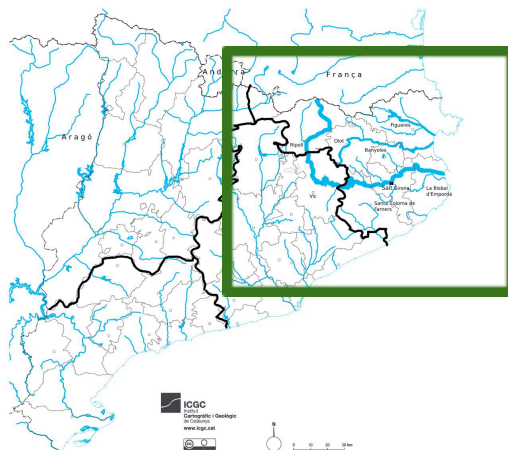 Andorra
França
Aragó
Figueres
Ripoll
Olot
Banyoles
Salt Girona
La Bisbal
d'Empordà
Vic
Santa Coloma de
Farners
ICGC
Institut
Cartogràfic i Geològic
de Catalunya
www.icgc.cat
cc
N
0 10 20 30 km